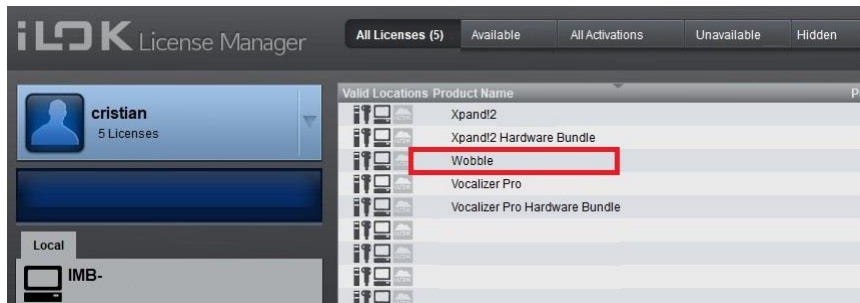 iLOK License Manager
All Licenses (5) Available All Activations Unavailable Hidden
cristian
5 Licenses
Valid Locations Product Name P
Xpand!2
Xpand!2 Hardware Bundle
Wobble
Vocalizer Pro
Vocalizer Pro Hardware Bundle
Local
IMB-